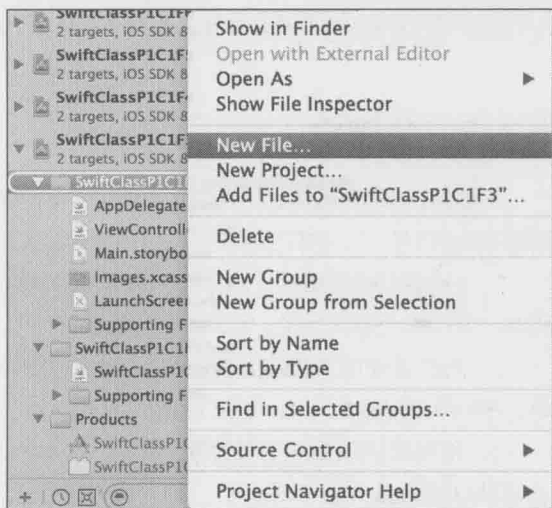 SwiftClassP1C1F
2 targets, iOS SDK 8
SwiftClassP1C1F
2 targets, iOS SDK 8
SwiftClassP1C1F
2 targets, iOS SDK 8
SwiftClassP1C1F
2 targets, iOS SDK 8
SwiftClassP1C1
AppDelegate
ViewControll
Main.storybo
Images.xcass
LaunchScree
Supporting F
SwiftClassP1C1
SwiftClassP1C
Supporting F
Products
SwiftClassP1C
SwiftClassP1C
Show in Finder
Open with External Editor
Open As
Show File Inspector
New File...
New Project...
Add Files to “SwiftClassP1C1F3”...
Delete
New Group
New Group from Selection
Sort by Name
Sort by Type
Find in Selected Groups...
Source Control
Project Navigator Help